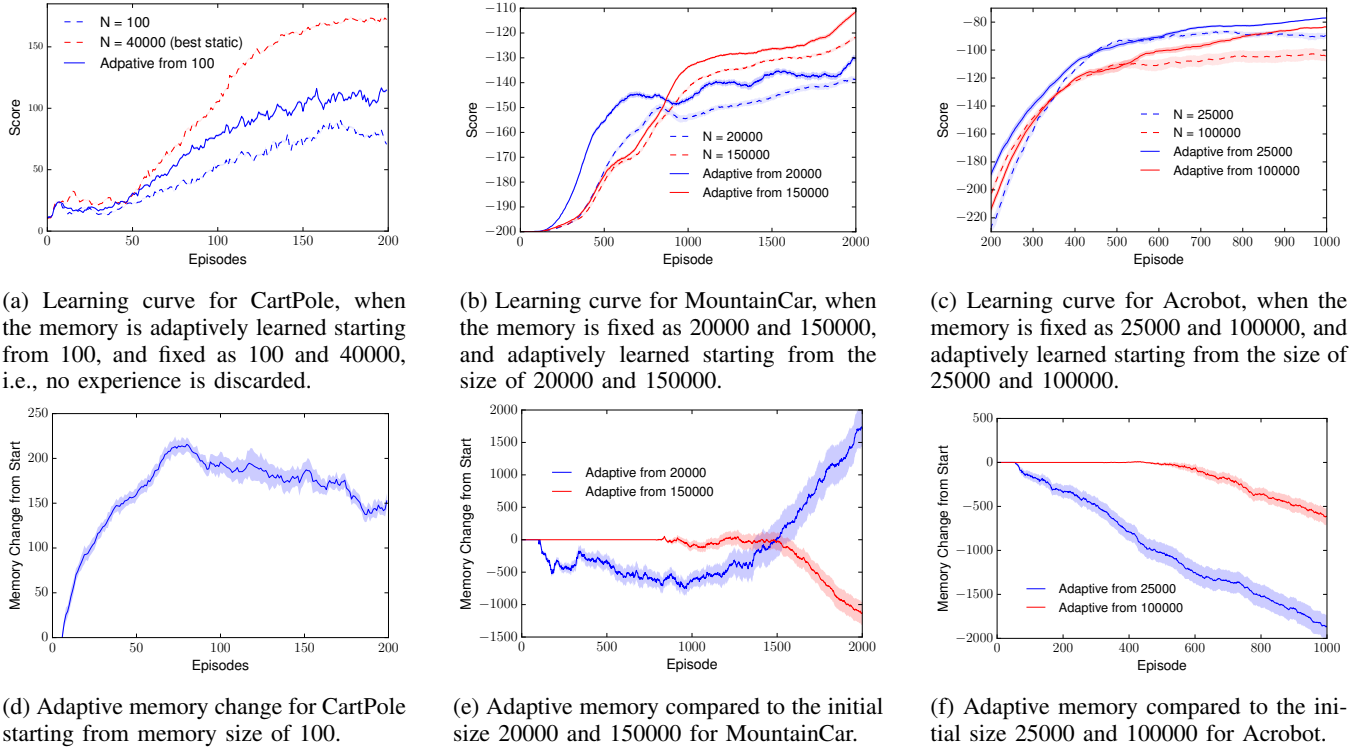 N = 100
N = 40000 (best static)
Adpative from 100
150
100
50
0
Score
0 50 100 150 200
Episodes
(a) Learning curve for CartPole, when
the memory is adaptively learned starting
from 100, and fixed as 100 and 40000,
i.e., no experience is discarded.
−100
−110
−120
−130
−140
−150
−160
−170
−180
−190
−200
Score
N = 20000
N = 150000
Adaptive from 20000
Adaptive from 150000
0 500 1000 1500 2000
Episode
(b) Learning curve for MountainCar, when
the memory is fixed as 20000 and 150000,
and adaptively learned starting from the
size of 20000 and 150000.
−80
−100
−120
−140
−160
−180
−200
−220
Score
N = 25000
N = 100000
Adaptive from 25000
Adaptive from 100000
200 300 400 500 600 700 800 900 1000
Episode
(c) Learning curve for Acrobot, when the
memory is fixed as 25000 and 100000, and
adaptively learned starting from the size of
25000 and 100000.
250
200
150
100
50
0
Memory Change from Start
0 50 100 150 200
Episodes
(d) Adaptive memory change for CartPole
starting from memory size of 100.
2000
1500
1000
500
0
−500
−1000
−1500
Memory Change from Start
Adaptive from 20000
Adaptive from 150000
0 500 1000 1500 2000
Episode
(e) Adaptive memory compared to the initial
size 20000 and 150000 for MountainCar.
500
0
−500
−1000
−1500
−2000
Memory Change from Start
Adaptive from 25000
Adaptive from 100000
0 200 400 600 800 1000
Episode
(f) Adaptive memory compared to the ini-
tial size 25000 and 100000 for Acrobot.